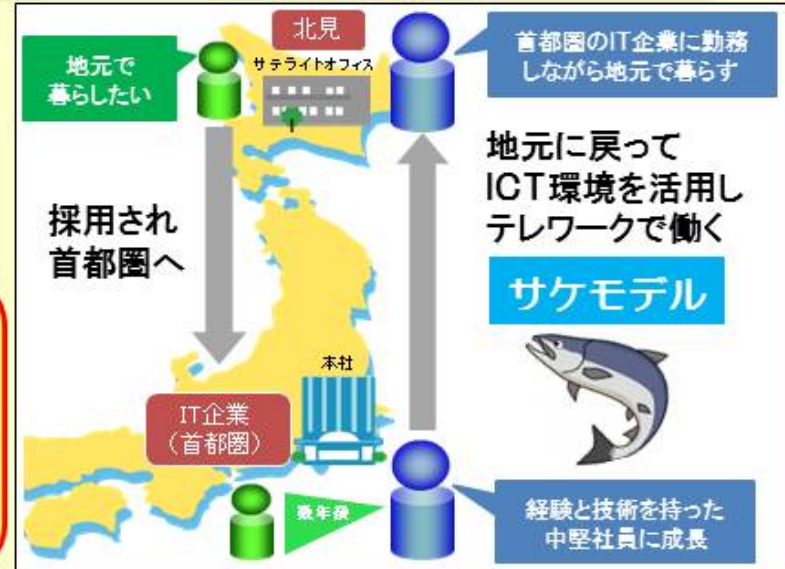 北見
サテライトオフィス
地元で
暮らしたい
首都圏のIT企業に勤務
しながら地元で暮らす
採用され
首都圏へ
地元に戻って
ICT環境を活用し
テレワークで働く
サケモデル
本社
IT企業
（首都圏）
数年後
経験と技術を持った
中堅社員に成長